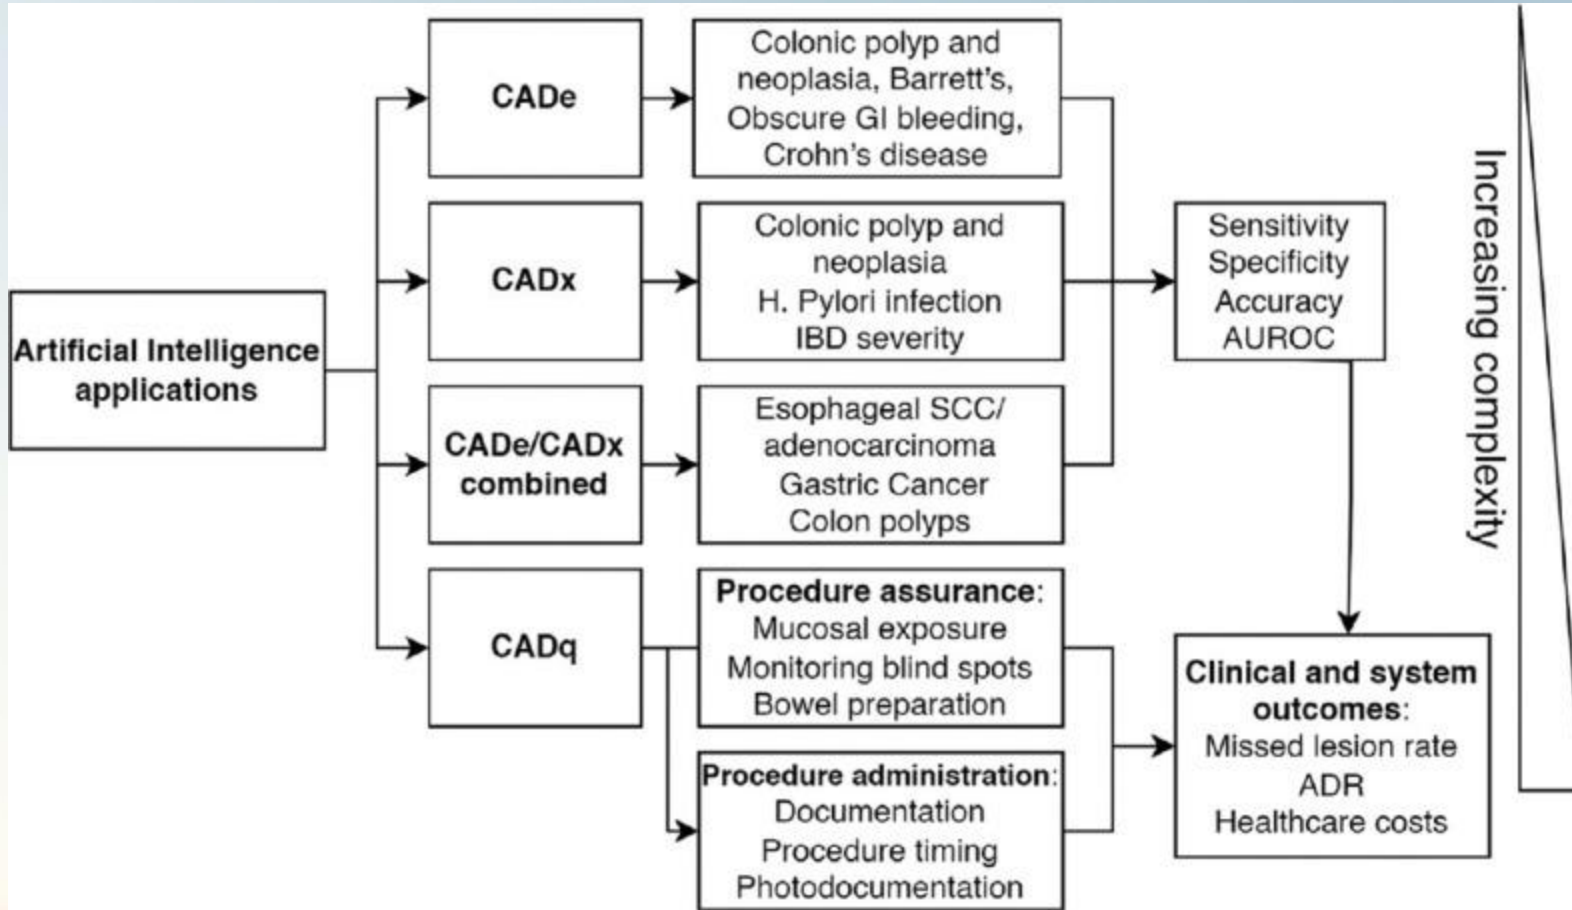 Artificial Intelligence
applications
CADe
Colonic polyp and
neoplasia, Barrett's,
Obscure GI bleeding,
Crohn's disease
CADx
Colonic polyp and
neoplasia
H. Pylori infection
IBD severity
CADe/CADx
combined
Esophageal SCC/
adenocarcinoma
Gastric Cancer
Colon polyps
CADq
Procedure assurance:
Mucosal exposure
Monitoring blind spots
Bowel preparation
Procedure administration:
Documentation
Procedure timing
Photodocumentation
Sensitivity
Specificity
Accuracy
AUROC
Clinical and system
outcomes:
Missed lesion rate
ADR
Healthcare costs
Increasing complexity